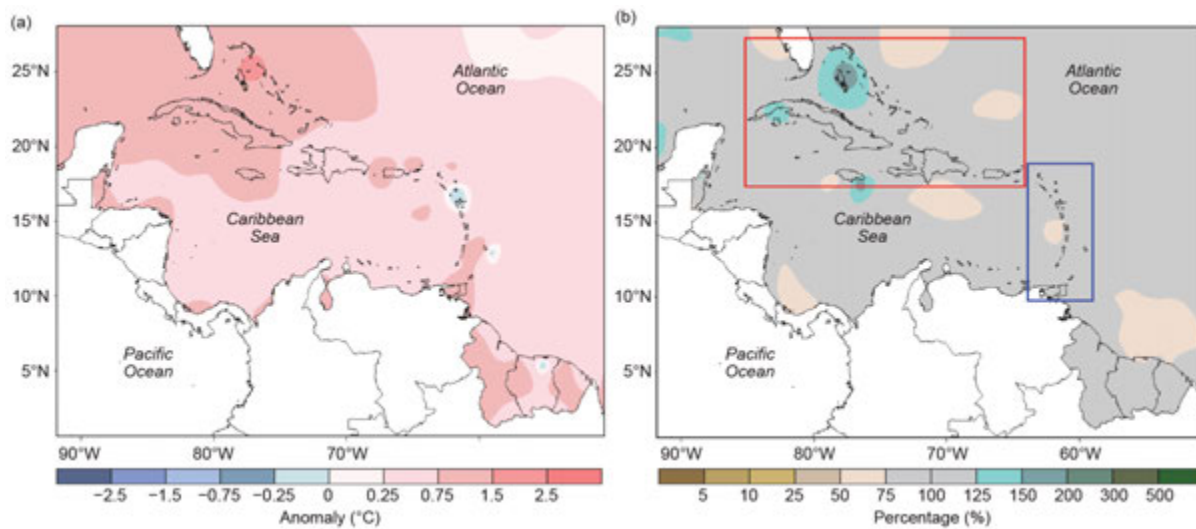 (a)
25°N
20°N
15°N
10°N
5°N
Atlantic
Ocean
Caribbean
Sea
Pacific
Ocean
90°W 80°W 70°W
−2.5 −1.5 −0.75 −0.25 0 0.25 0.75 1.5 2.5
Anomaly (°C)
(b)
25°N
20°N
15°N
10°N
5°N
Atlantic
Ocean
Caribbean
Sea
Pacific
Ocean
90°W 80°W 70°W 60°W
5 10 25 50 75 100 125 150 200 300 500
Percentage (%)